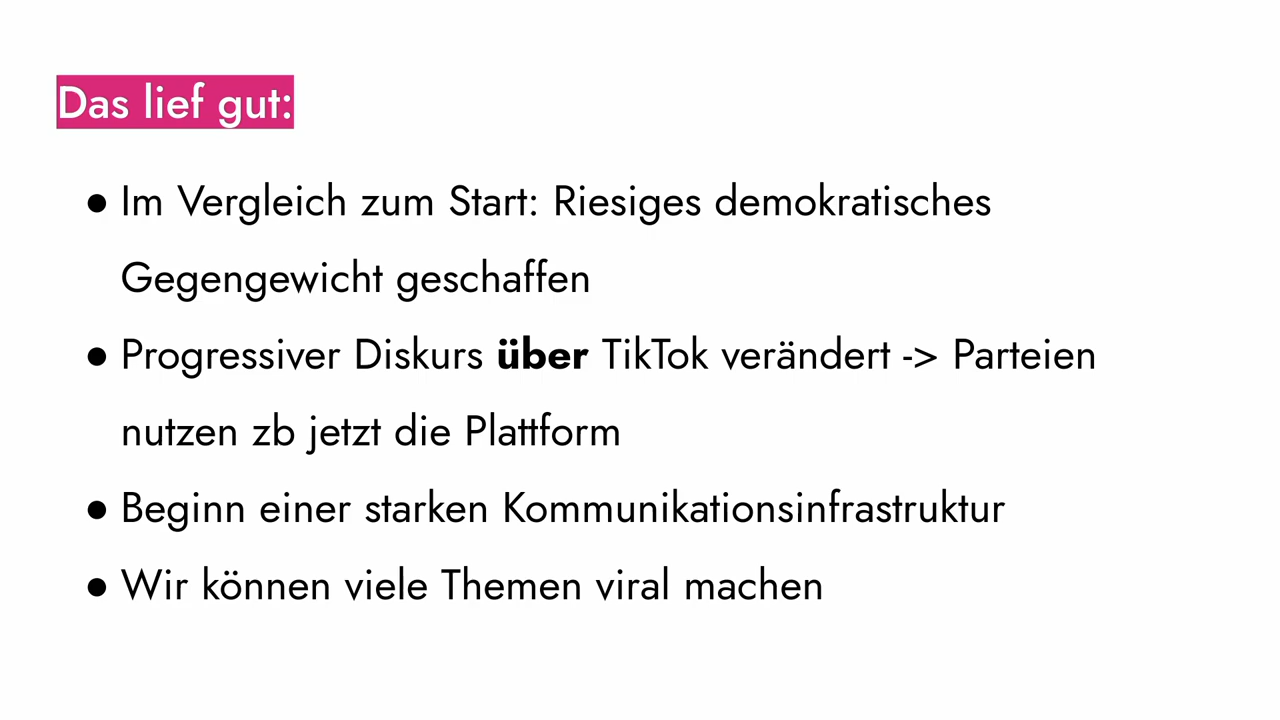 Das lief gut:
● Im Vergleich zum Start: Riesiges demokratisches
Gegengewicht geschaffen
● Progressiver Diskurs über TikTok verändert -> Parteien
nutzen zb jetzt die Plattform
● Beginn einer starken Kommunikationsinfrastruktur
● Wir können viele Themen viral machen